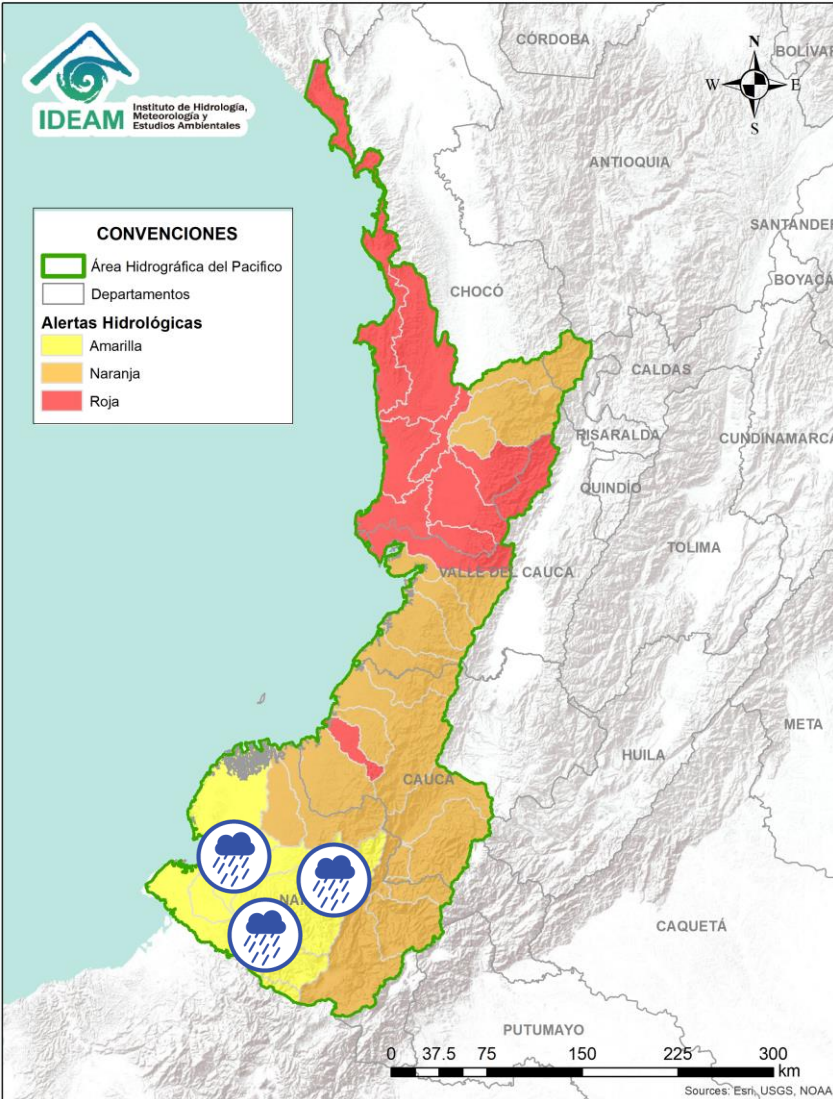 IDEAM
Instituto de Hidrología,
Meteorología y
Estudios Ambientales
N
W
E
S
CÓRDOBA
BOLÍVAR
ANTIOQUIA
SANTANDER
BOYACÁ
CHOCÓ
CONVENCIONES
Área Hidrográfica del Pacifico
Departamentos
Alertas Hidrológicas
Amarilla
Naranja
Roja
CALDAS
RISARALDA
CUNDINAMARCA
QUINDÍO
TOLIMA
VALLE DEL CAUCA
META
HUILA
CAUCA
CAQUETÁ
PUTUMAYO
0 37.5 75 150 225 300
km
Sources: Esri, USGS, NOAA